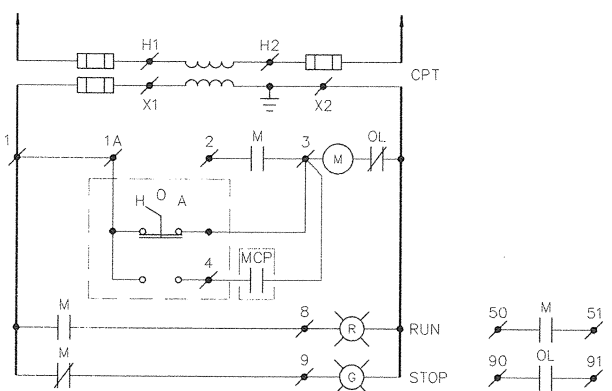 H1 H2
CPT
X1 X2
1 1A 2 M 3 M OL
H O A
4 MCP
M 8 R RUN 50 M 51
M 9 G STOP 90 OL 91